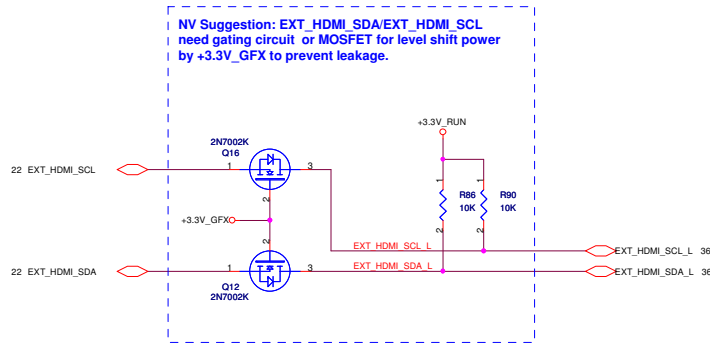 NV Suggestion: EXT_HDMI_SDA/EXT_HDMI_SCL
need gating circuit or MOSFET for level shift power
by +3.3V_GFX to prevent leakage.
+3.3V_RUN
2N7002K
Q16
22 EXT_HDMI_SCL
1
3
2
1
1
R86
10K
R90
10K
2
2
+3.3V_GFX
2
EXT_HDMI_SCL_L
EXT_HDMI_SCL_L 36
22 EXT_HDMI_SDA
1
3
EXT_HDMI_SDA_L
EXT_HDMI_SDA_L 36
Q12
2N7002K